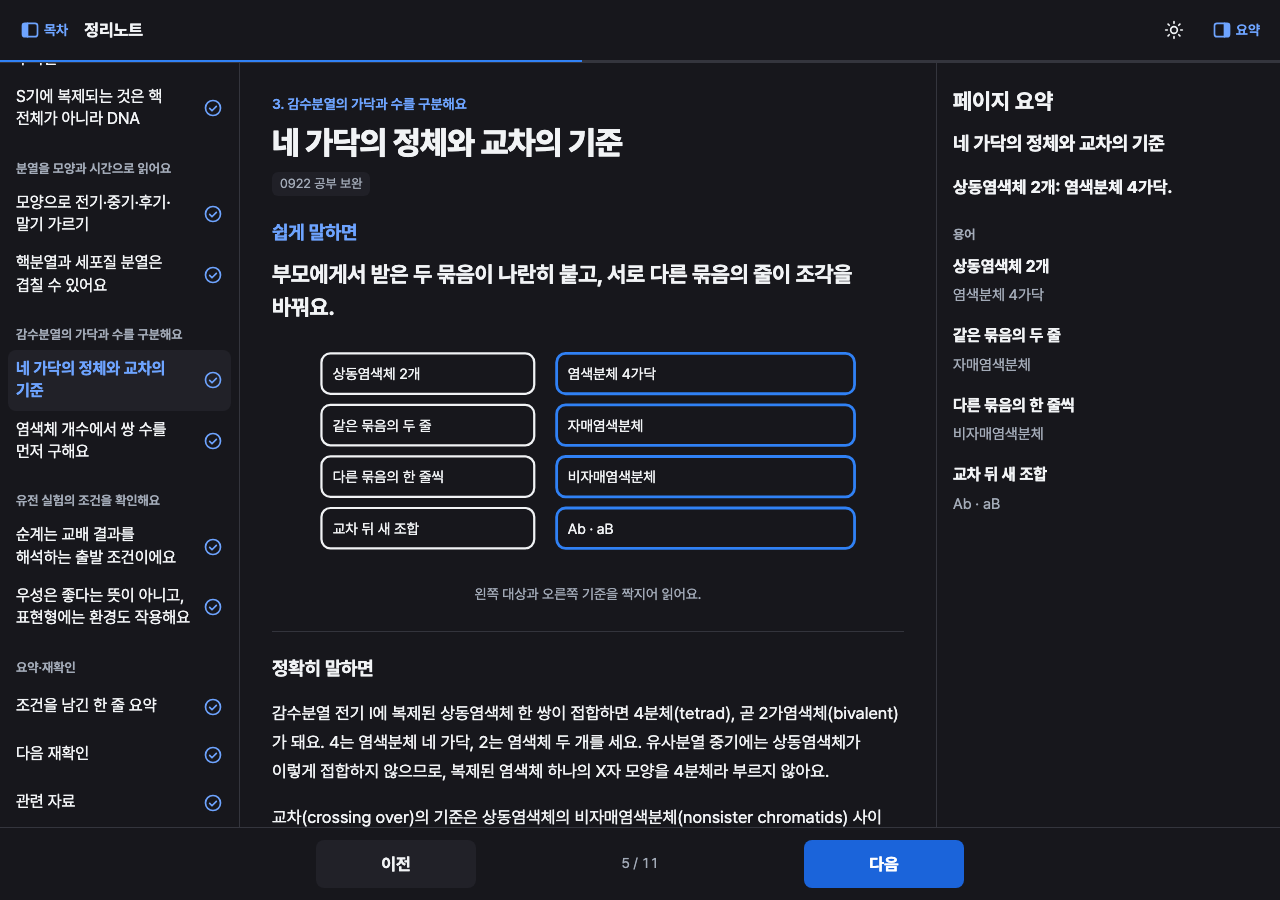 목차
정리노트
요약
S기에 복제되는 것은 핵
전체가 아니라 DNA
분열을 모양과 시간으로 읽어요
모양으로 전기·중기·후기·
말기 가르기
핵분열과 세포질 분열은
겹칠 수 있어요
감수분열의 가닥과 수를 구분해요
네 가닥의 정체와 교차의
기준
염색체 개수에서 쌍 수를
먼저 구해요
유전 실험의 조건을 확인해요
순계는 교배 결과를
해석하는 출발 조건이에요
우성은 좋다는 뜻이 아니고,
표현형에는 환경도 작용해요
요약·재확인
조건을 남긴 한 줄 요약
다음 재확인
관련 자료
3. 감수분열의 가닥과 수를 구분해요
네 가닥의 정체와 교차의 기준
0922 공부 보완
쉽게 말하면
부모에게서 받은 두 묶음이 나란히 붙고, 서로 다른 묶음의 줄이 조각을
바꿔요.
상동염색체 2개
염색분체 4가닥
같은 묶음의 두 줄
자매염색분체
다른 묶음의 한 줄씩
비자매염색분체
교차 뒤 새 조합
Ab · aB
왼쪽 대상과 오른쪽 기준을 짝지어 읽어요.
정확히 말하면
감수분열 전기 I에 복제된 상동염색체 한 쌍이 접합하면 4분체(tetrad), 곧 2가염색체(bivalent)
가 돼요. 4는 염색분체 네 가닥, 2는 염색체 두 개를 세요. 유사분열 중기에는 상동염색체가
이렇게 접합하지 않으므로, 복제된 염색체 하나의 X자 모양을 4분체라 부르지 않아요.
교차(crossing over)의 기준은 상동염색체의 비자매염색분체(nonsister chromatids) 사이
페이지 요약
네 가닥의 정체와 교차의 기준
상동염색체 2개: 염색분체 4가닥.
용어
상동염색체 2개
염색분체 4가닥
같은 묶음의 두 줄
자매염색분체
다른 묶음의 한 줄씩
비자매염색분체
교차 뒤 새 조합
Ab · aB
이전
5 / 11
다음